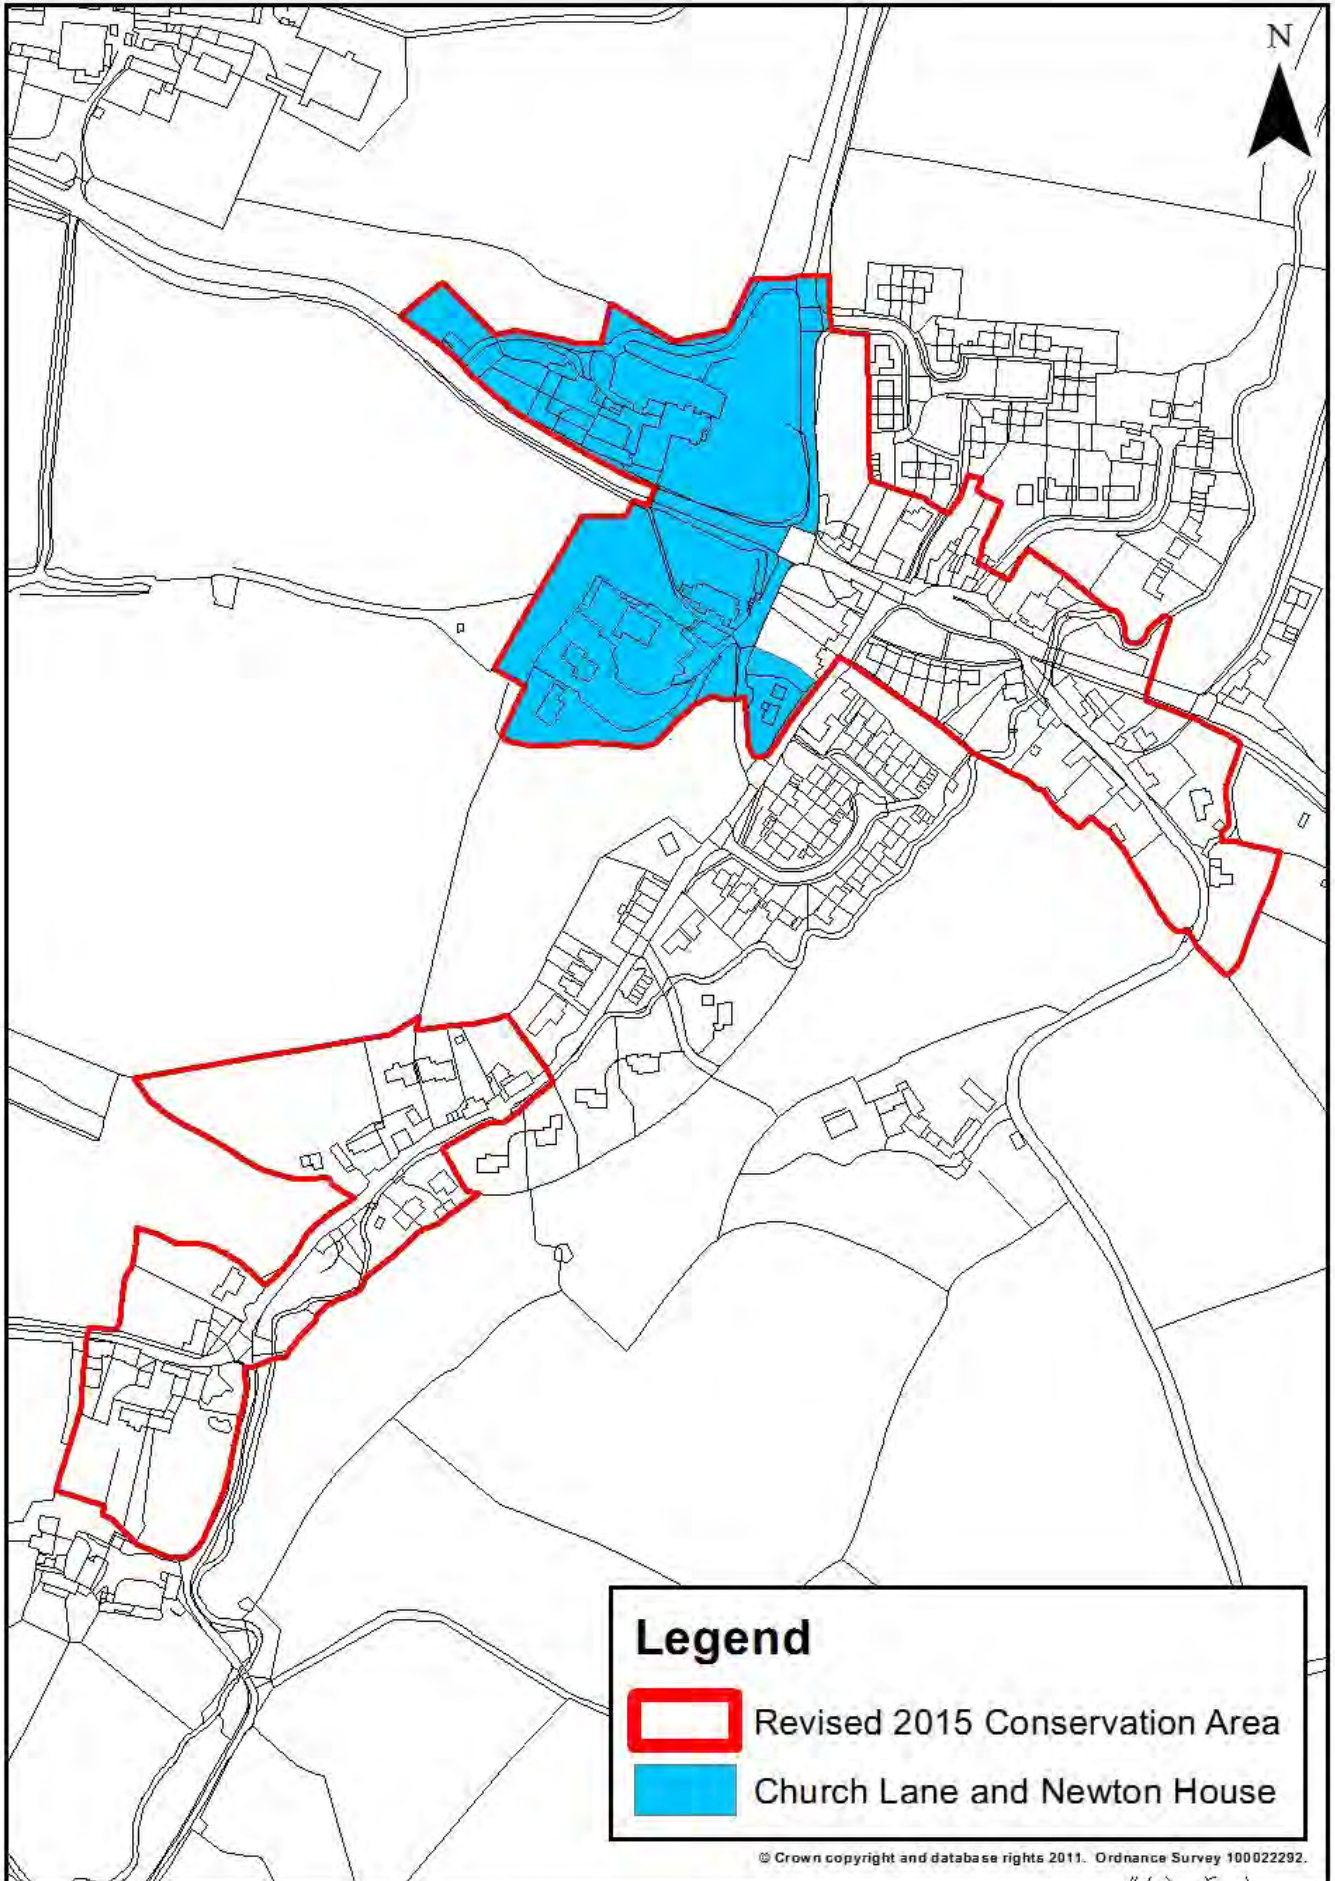 N
Legend
Revised 2015 Conservation Area
Church Lane and Newton House
© Crown copyright and database rights 2011. Ordnance Survey 100022292.